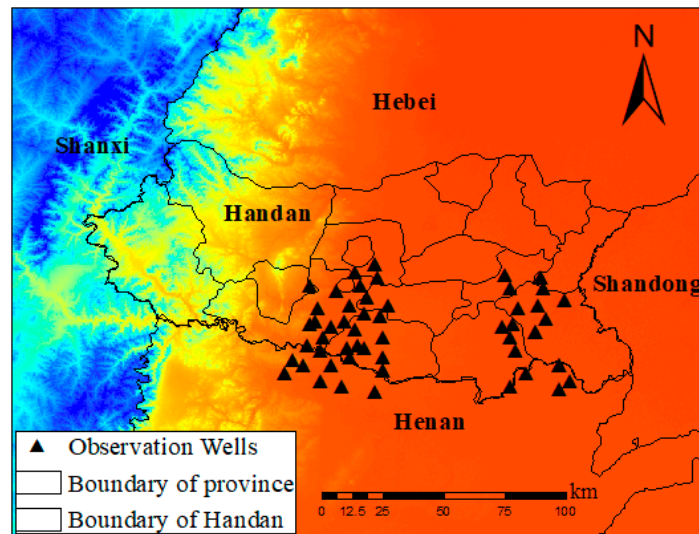 N
Hebei
Shanxi
Handan
Shandong
Henan
Observation Wells
Boundary of province
Boundary of Handan
km
0 12.5 25 50 75 100